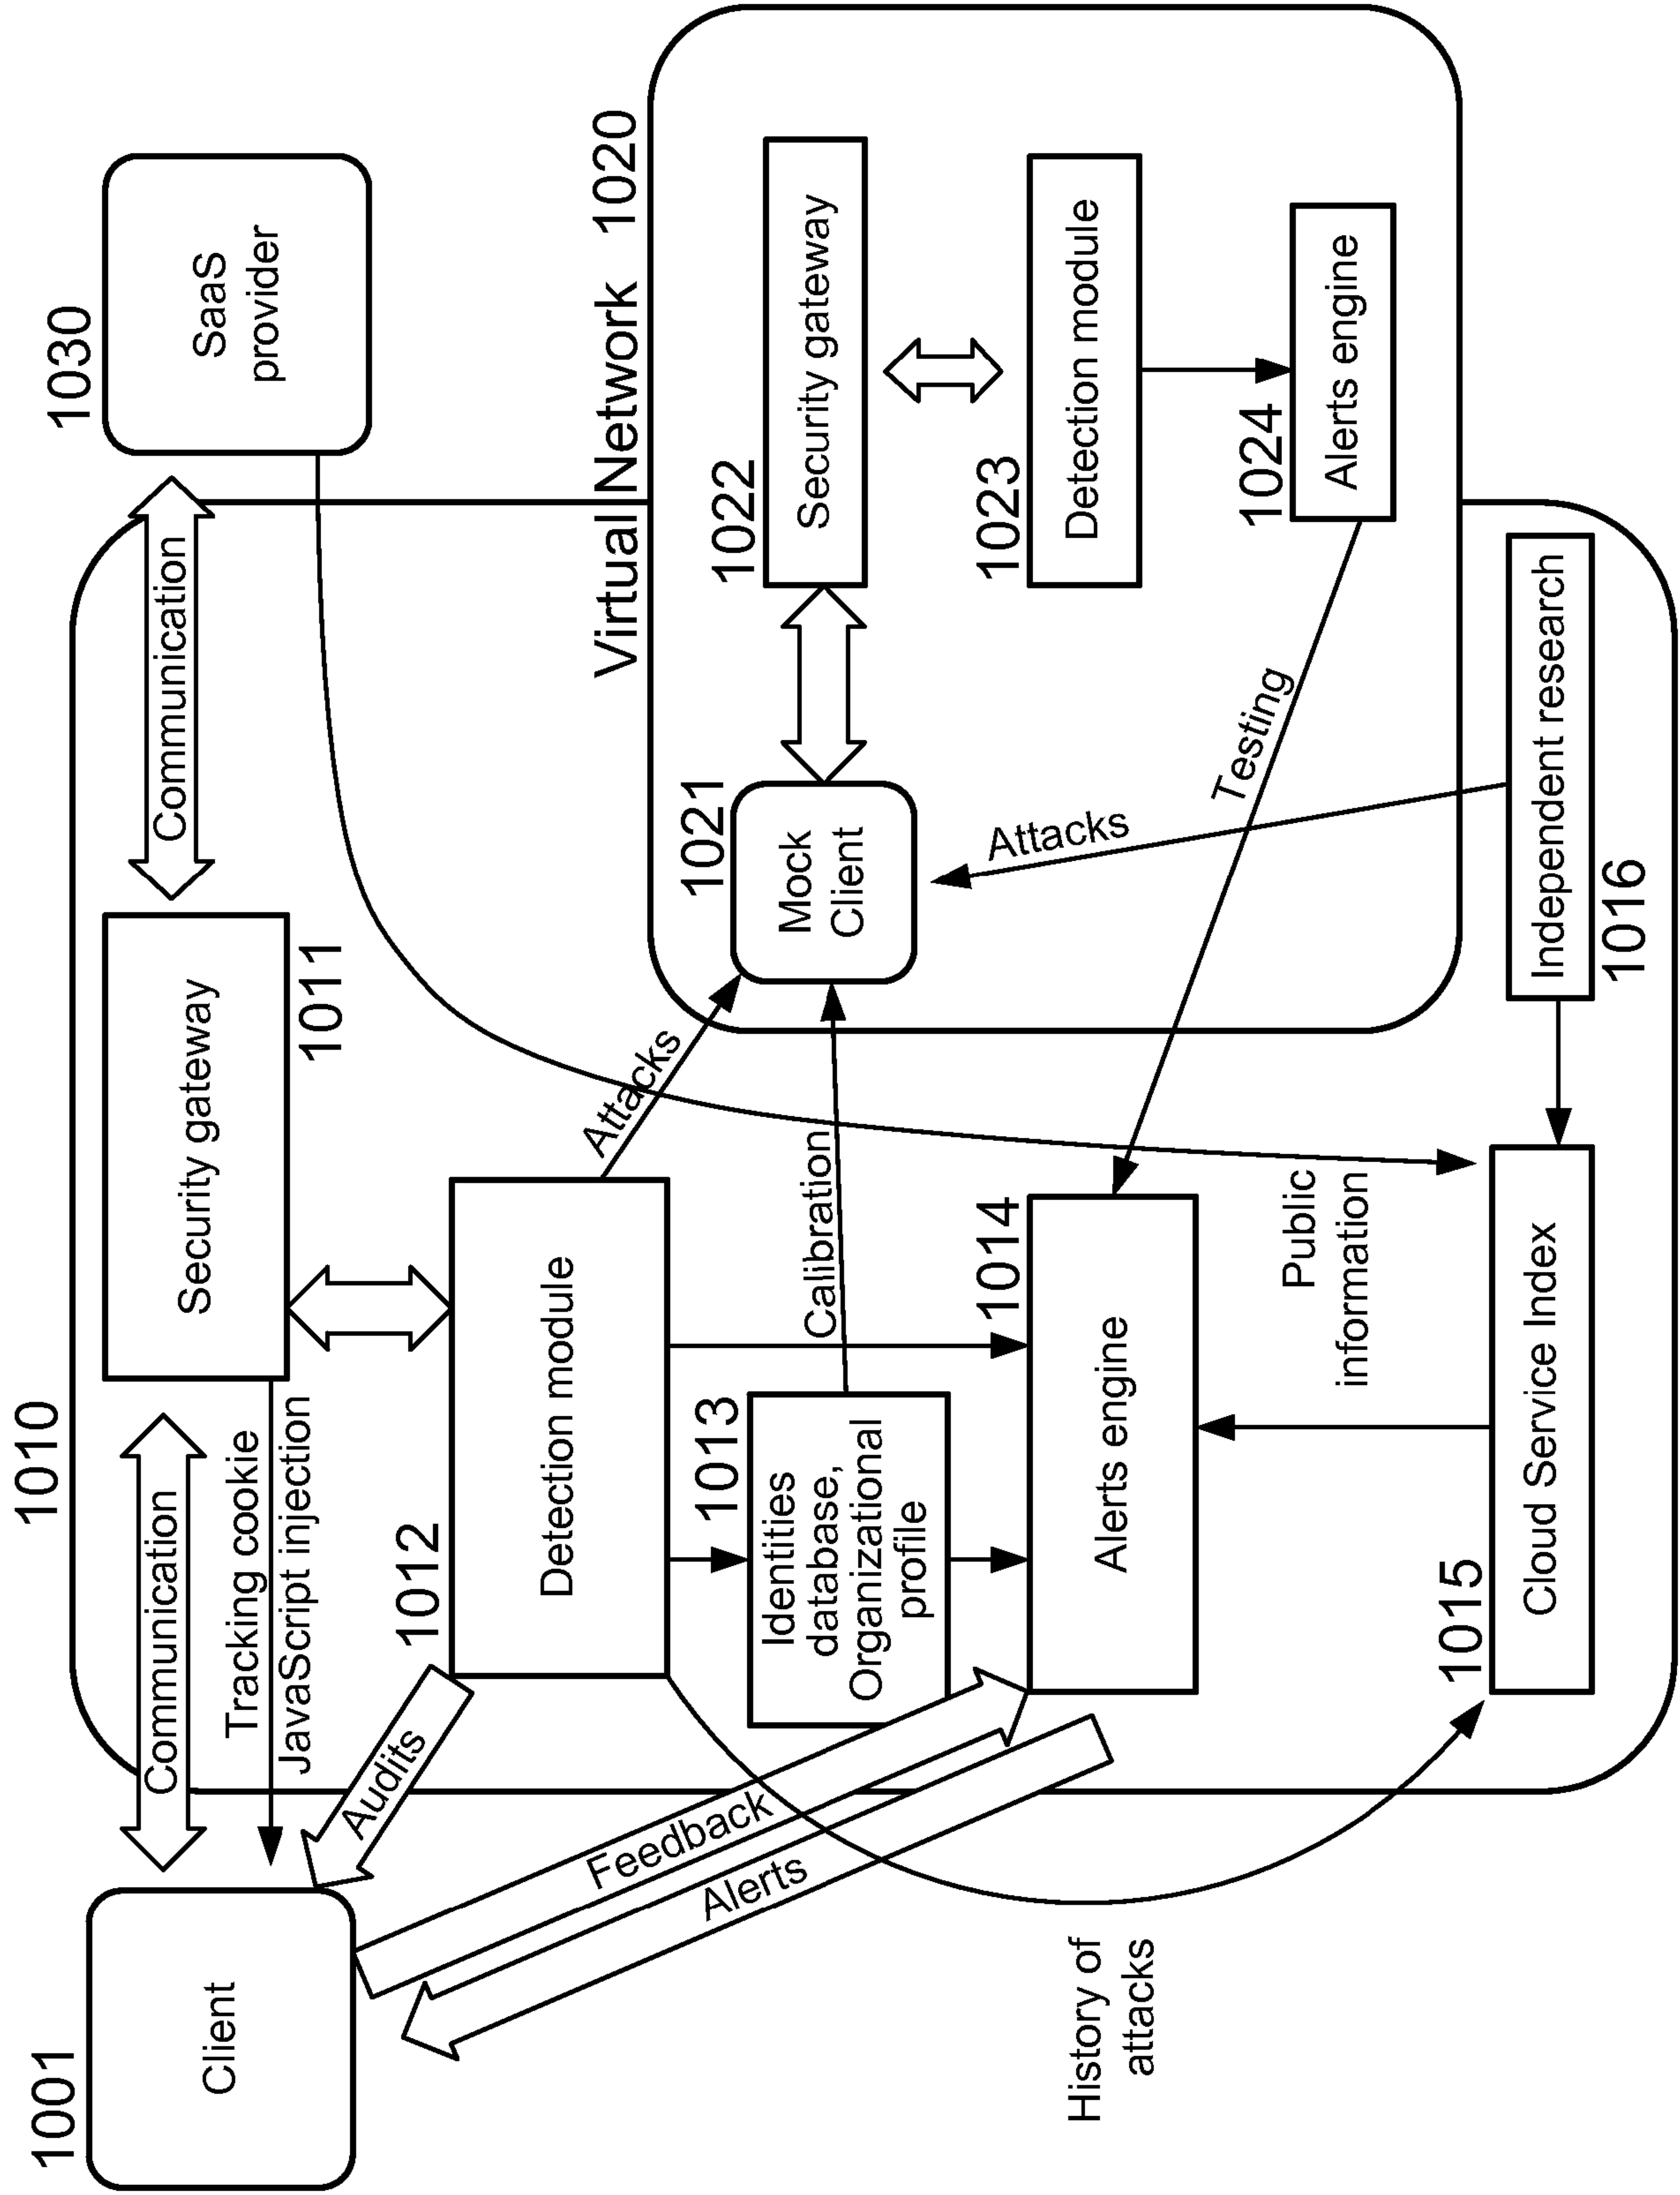 1001
Client
1010
Communication
Tracking cookie
JavaScript injection
Security gateway
1011
Communication
1030
SaaS
provider
Audits
1012
Detection module
Attacks
1013
Identities
database,
Organizational
profile
Calibration
Feedback
Alerts
1014
Alerts engine
History of
attacks
Public
information
1015
Cloud Service Index
Virtual Network 1020
1021
Mock
Client
1022
Security gateway
1023
Detection module
1024
Alerts engine
Testing
Attacks
Independent research
1016